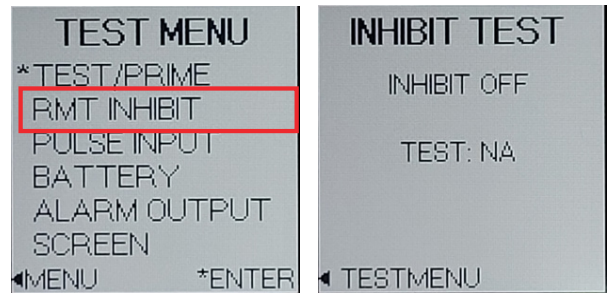 TEST MENU
*TEST/PRIME
RMT INHIBIT
PULSE INPUT
BATTERY
ALARM OUTPUT
SCREEN
◄MENU *ENTER
INHIBIT TEST
INHIBIT OFF
TEST: NA
◄ TESTMENU